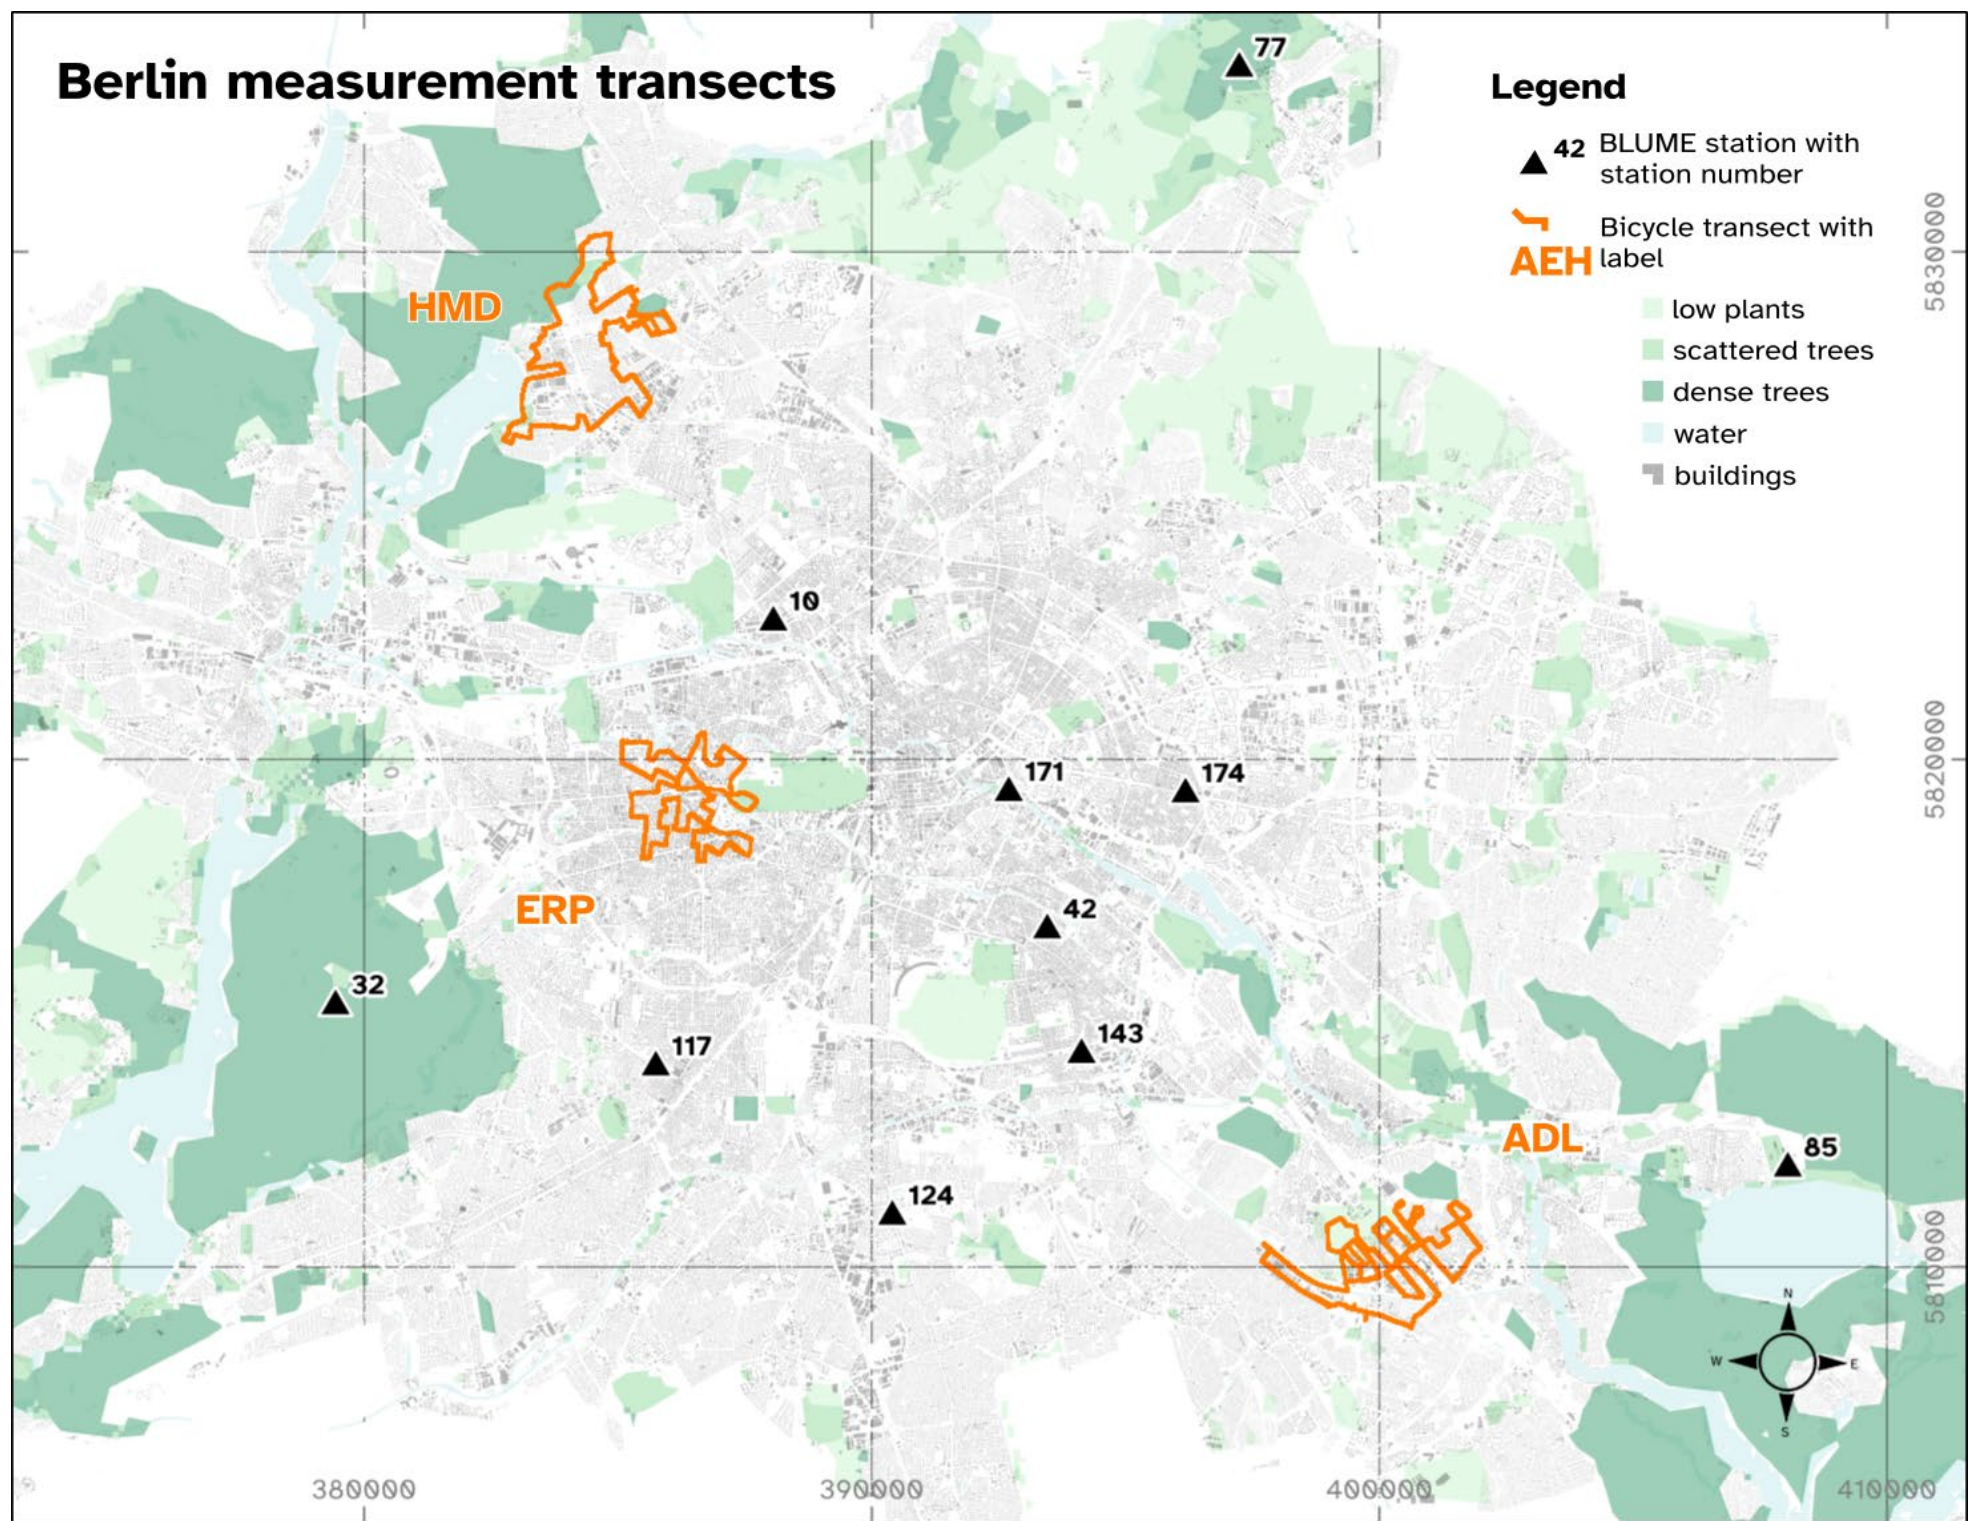 Berlin measurement transects
77
Legend
42 BLUME station with
station number
Bicycle transect with
AEH label
low plants
scattered trees
dense trees
water
buildings
5830000
HMD
10
5820000
171
174
ERP
42
32
117
143
ADL
85
124
5810000
N
W
E
S
380000
390000
400000
410000